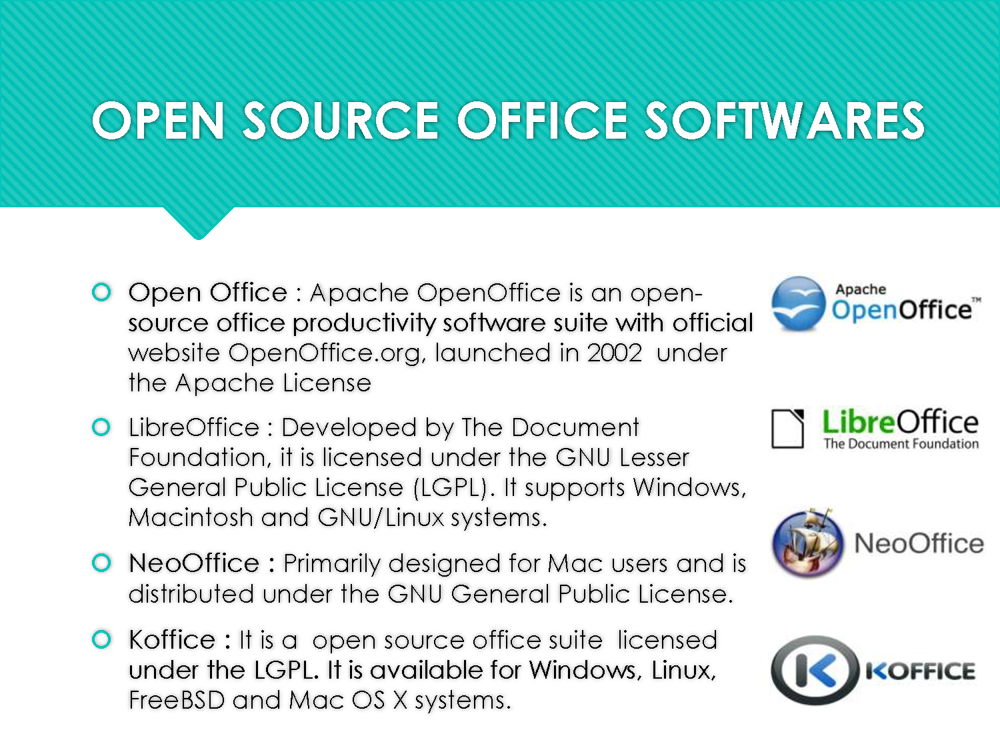 OPEN SOURCE OFFICE SOFTWARES
Open Office : Apache OpenOffice is an open-
source office productivity software suite with official
website OpenOffice.org, launched in 2002 under
the Apache License
Apache
OpenOffice™
LibreOffice : Developed by The Document
Foundation, it is licensed under the GNU Lesser
General Public License (LGPL). It supports Windows,
Macintosh and GNU/Linux systems.
LibreOffice
The Document Foundation
NeoOffice : Primarily designed for Mac users and is
distributed under the GNU General Public License.
NeoOffice
Koffice : It is a open source office suite licensed
under the LGPL. It is available for Windows, Linux,
FreeBSD and Mac OS X systems.
K KOFFICE